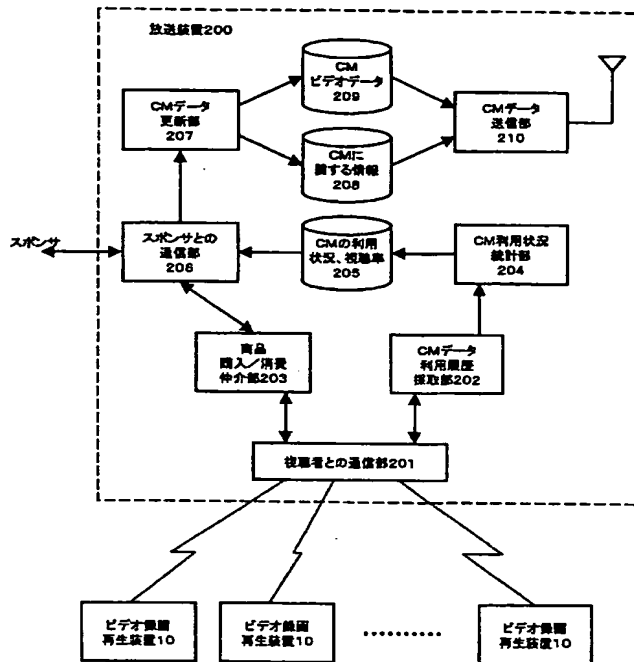 放送装置200
CM
ビデオデータ
209
CMデータ
更新部
207
CMデータ
送信部
210
CMに
関する情報
208
スポンサ
スポンサとの
通信部
206
CMの利用
状況、視聴率
205
CM利用状況
統計部
204
商品
購入/消費
仲介部203
CMデータ
利用履歴
採取部202
視聴者との通信部201
ビデオ録画
再生装置10
ビデオ録画
再生装置10
ビデオ録画
再生装置10